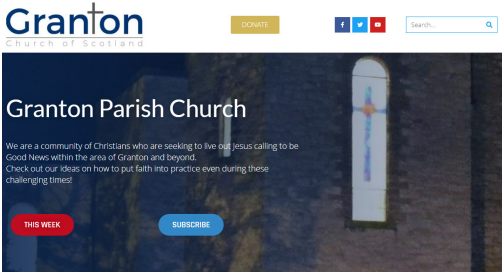 Granton
Church of Scotland
DONATE
Search...
Granton Parish Church
We are a community of Christians who are seeking to live out Jesus calling to be
Good News within the area of Granton and beyond.
Check out our ideas on how to put faith into practice even during these
challenging times!
THIS WEEK
SUBSCRIBE